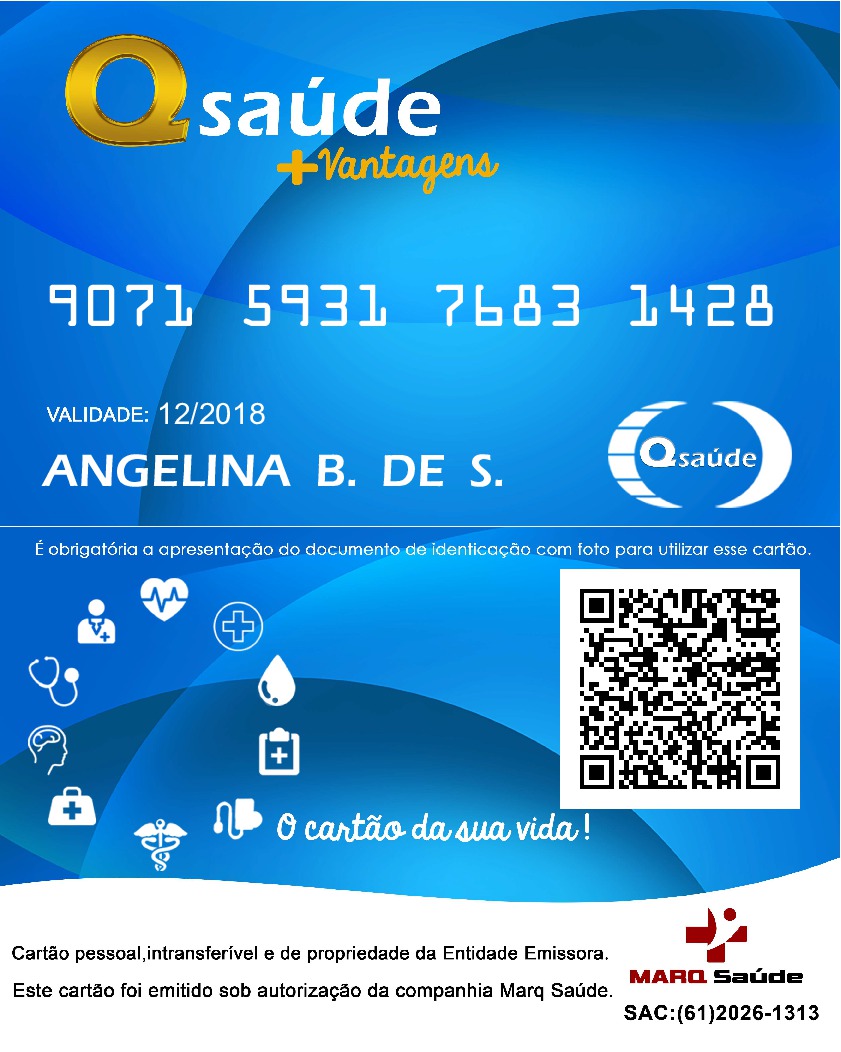 Qsaúde
+Vantagens
9071 5931 7683 1428
VALIDADE: 12/2018
ANGELINA B. DE S.
Qsaúde
É obrigatória a apresentação do documento de identicação com foto para utilizar esse cartão.
O cartão da sua vida!
Cartão pessoal,intransferível e de propriedade da Entidade Emissora.
Este cartão foi emitido sob autorização da companhia Marq Saúde.
MARQ Saúde
SAC:(61)2026-1313